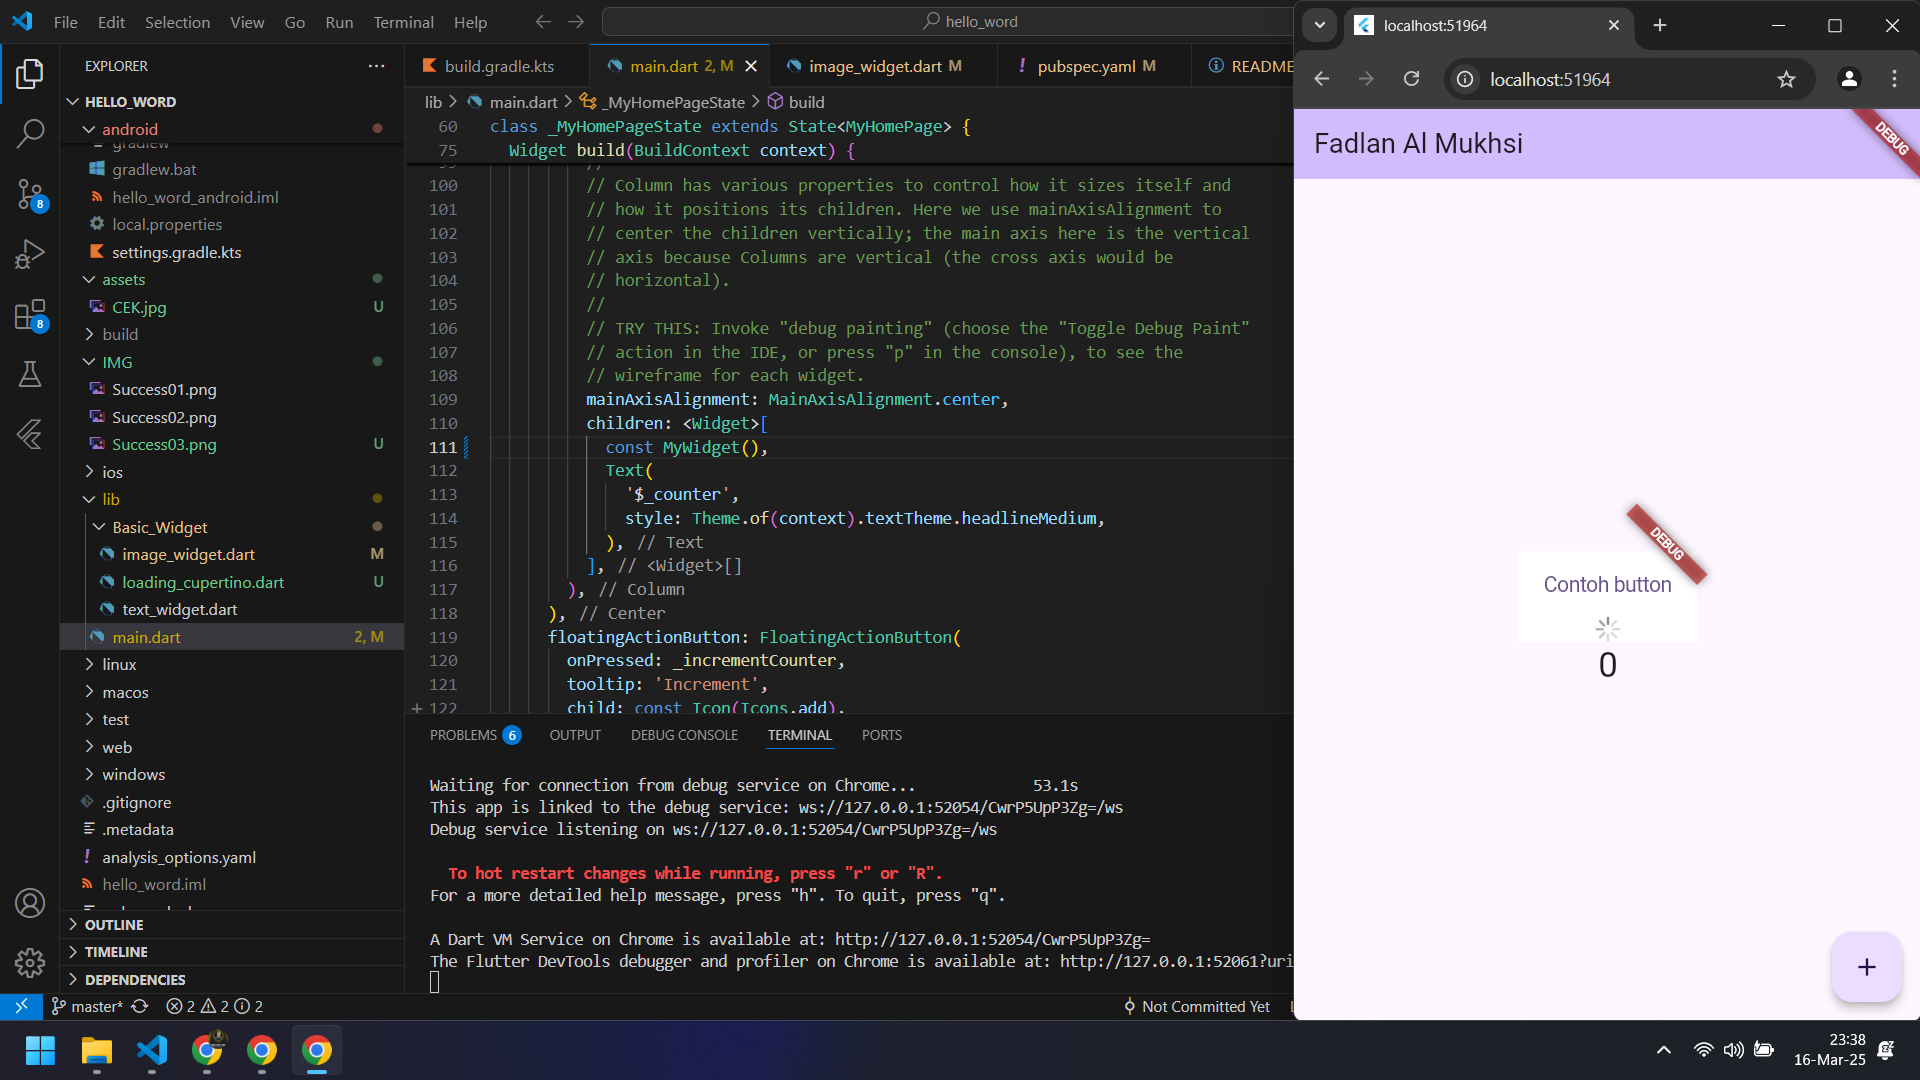 File Edit Selection View Go Run Terminal Help
hello_word
EXPLORER
HELLO_WORD
android
gradlew
gradlew.bat
hello_word_android.iml
local.properties
settings.gradle.kts
assets
CEK.jpg U
build
IMG
Success01.png
Success02.png
Success03.png U
ios
lib
Basic_Widget
image_widget.dart M
loading_cupertino.dart U
text_widget.dart
main.dart 2, M
linux
macos
test
web
windows
.gitignore
.metadata
analysis_options.yaml
hello_word.iml
OUTLINE
TIMELINE
DEPENDENCIES
8
8
build.gradle.kts
main.dart 2, M
image_widget.dart M
! pubspec.yaml M
README
lib > main.dart > _MyHomePageState > build
60 class _MyHomePageState extends State<MyHomePage> {
75 Widget build(BuildContext context) {
//
100 // Column has various properties to control how it sizes itself and
101 // how it positions its children. Here we use mainAxisAlignment to
102 // center the children vertically; the main axis here is the vertical
103 // axis because Columns are vertical (the cross axis would be
104 // horizontal).
105 //
106 // TRY THIS: Invoke "debug painting" (choose the "Toggle Debug Paint"
107 // action in the IDE, or press "p" in the console), to see the
108 // wireframe for each widget.
109 mainAxisAlignment: MainAxisAlignment.center,
110 children: <Widget>[
111 const MyWidget(),
112 Text(
113 '$_counter',
114 style: Theme.of(context).textTheme.headlineMedium,
115 ), // Text
116 ], // <Widget>[]
117 ), // Column
118 ), // Center
119 floatingActionButton: FloatingActionButton(
120 onPressed: _incrementCounter,
121 tooltip: 'Increment',
122 child: const Icon(Icons.add),
PROBLEMS 6 OUTPUT DEBUG CONSOLE TERMINAL PORTS
Waiting for connection from debug service on Chrome... 53.1s
This app is linked to the debug service: ws://127.0.0.1:52054/CwrP5UpP3Zg=/ws
Debug service listening on ws://127.0.0.1:52054/CwrP5UpP3Zg=/ws
To hot restart changes while running, press "r" or "R".
For a more detailed help message, press "h". To quit, press "q".
A Dart VM Service on Chrome is available at: http://127.0.0.1:52054/CwrP5UpP3Zg=
The Flutter DevTools debugger and profiler on Chrome is available at: http://127.0.0.1:52061?uri
master* 2 2 2
Not Committed Yet
localhost:51964
localhost:51964
Fadlan Al Mukhsi
DEBUG
DEBUG
Contoh button
0
+
23:38
16-Mar-25